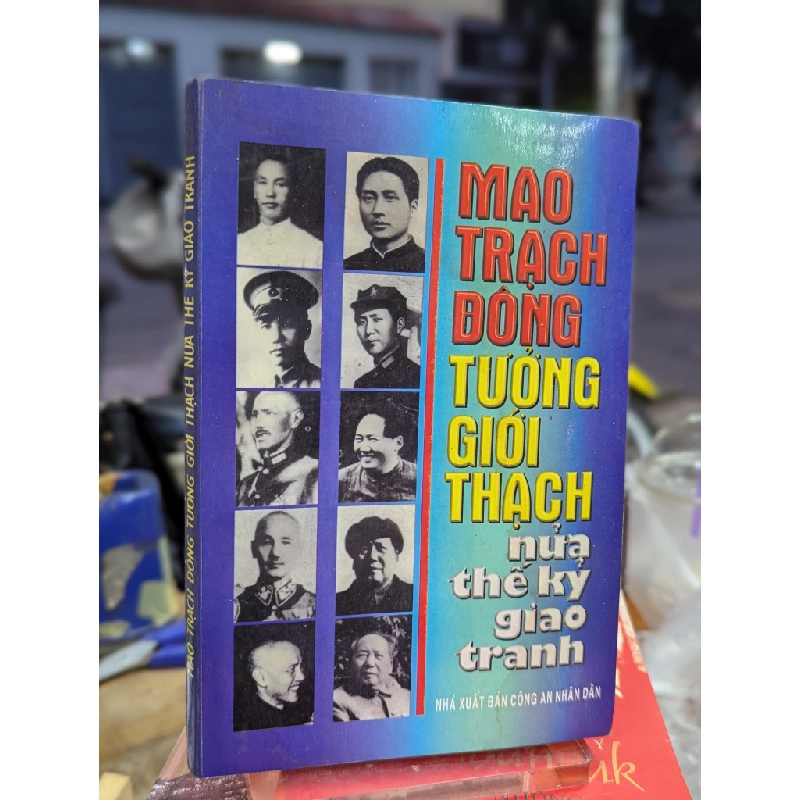 MAO TRẠCH ĐÔNG TƯỞNG GIỚI THẠCH NỬA THẾ KỶ GIAO TRANH
MAO
TRẠCH
ĐÔNG
TƯỞNG
GIỚI
THẠCH
nửa
thế kỷ
giao
tranh
NHÀ XUẤT BẢN CÔNG AN NHÂN DÂN